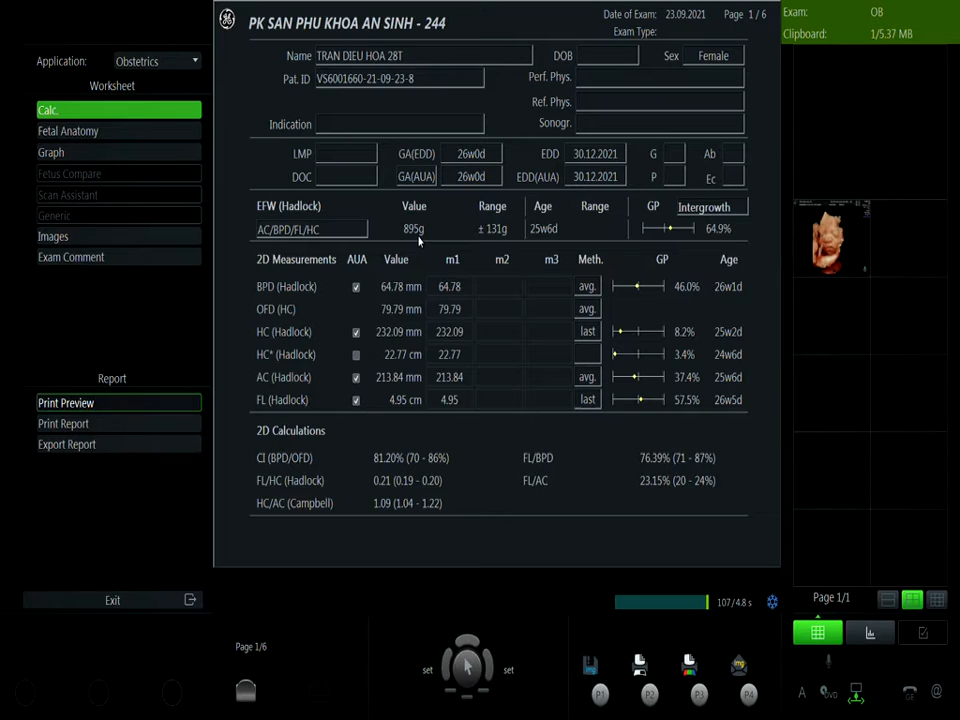 Exam: OB
Clipboard: 1/5.37 MB
Application: Obstetrics
Worksheet
Calc.
Fetal Anatomy
Graph
Fetus Compare
Scan Assistant
Generic
Images
Exam Comment
Report
Print Preview
Print Report
Export Report
Exit
PK SAN PHU KHOA AN SINH - 244
Date of Exam: 23.09.2021 Page 1 / 6
Exam Type:
Name TRAN DIEU HOA 28T DOB Sex Female
Pat. ID VS6001660-21-09-23-8 Perf. Phys.
Ref. Phys.
Indication Sonogr.
LMP GA(EDD) 26w0d EDD 30.12.2021 G Ab
DOC GA(AUA) 26w0d EDD(AUA) 30.12.2021 P Ec
EFW (Hadlock) Value Range Age Range GP Intergrowth
AC/BPD/FL/HC 895g ± 131g 25w6d 64.9%
2D Measurements AUA Value m1 m2 m3 Meth. GP Age
BPD (Hadlock) 64.78 mm 64.78 avg. 46.0% 26w1d
OFD (HC) 79.79 mm 79.79 avg.
HC (Hadlock) 232.09 mm 232.09 last 8.2% 25w2d
HC* (Hadlock) 22.77 cm 22.77 3.4% 24w6d
AC (Hadlock) 213.84 mm 213.84 avg. 37.4% 25w6d
FL (Hadlock) 4.95 cm 4.95 last 57.5% 26w5d
2D Calculations
CI (BPD/OFD) 81.20% (70 - 86%) FL/BPD 76.39% (71 - 87%)
FL/HC (Hadlock) 0.21 (0.19 - 0.20) FL/AC 23.15% (20 - 24%)
HC/AC (Campbell) 1.09 (1.04 - 1.22)
107/4.8 s
Page 1/1
Page 1/6
set set
img
P1 P2 P3 P4
A DVD @